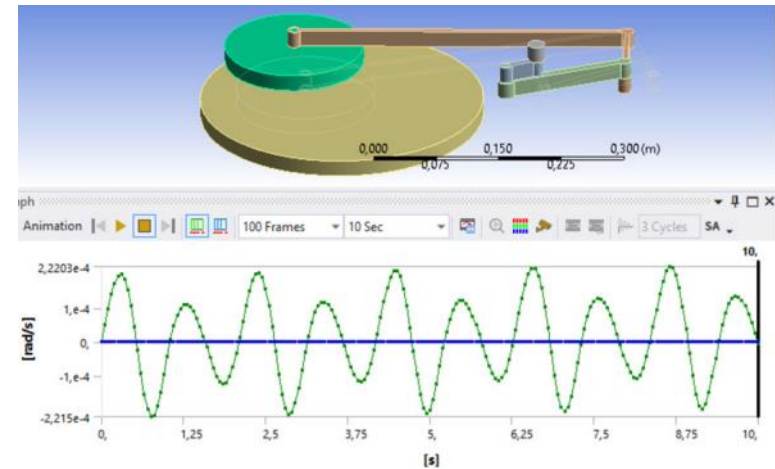 0,000
0,150
0,300 (m)
0,075
0,225
ph
Animation
100 Frames
10 Sec
3 Cycles
SA
10,
2,2203e-4
1,e-4
0,
-1,e-4
-2,215e-4
[rad/s]
0,
1,25
2,5
3,75
5,
6,25
7,5
8,75
10,
[s]